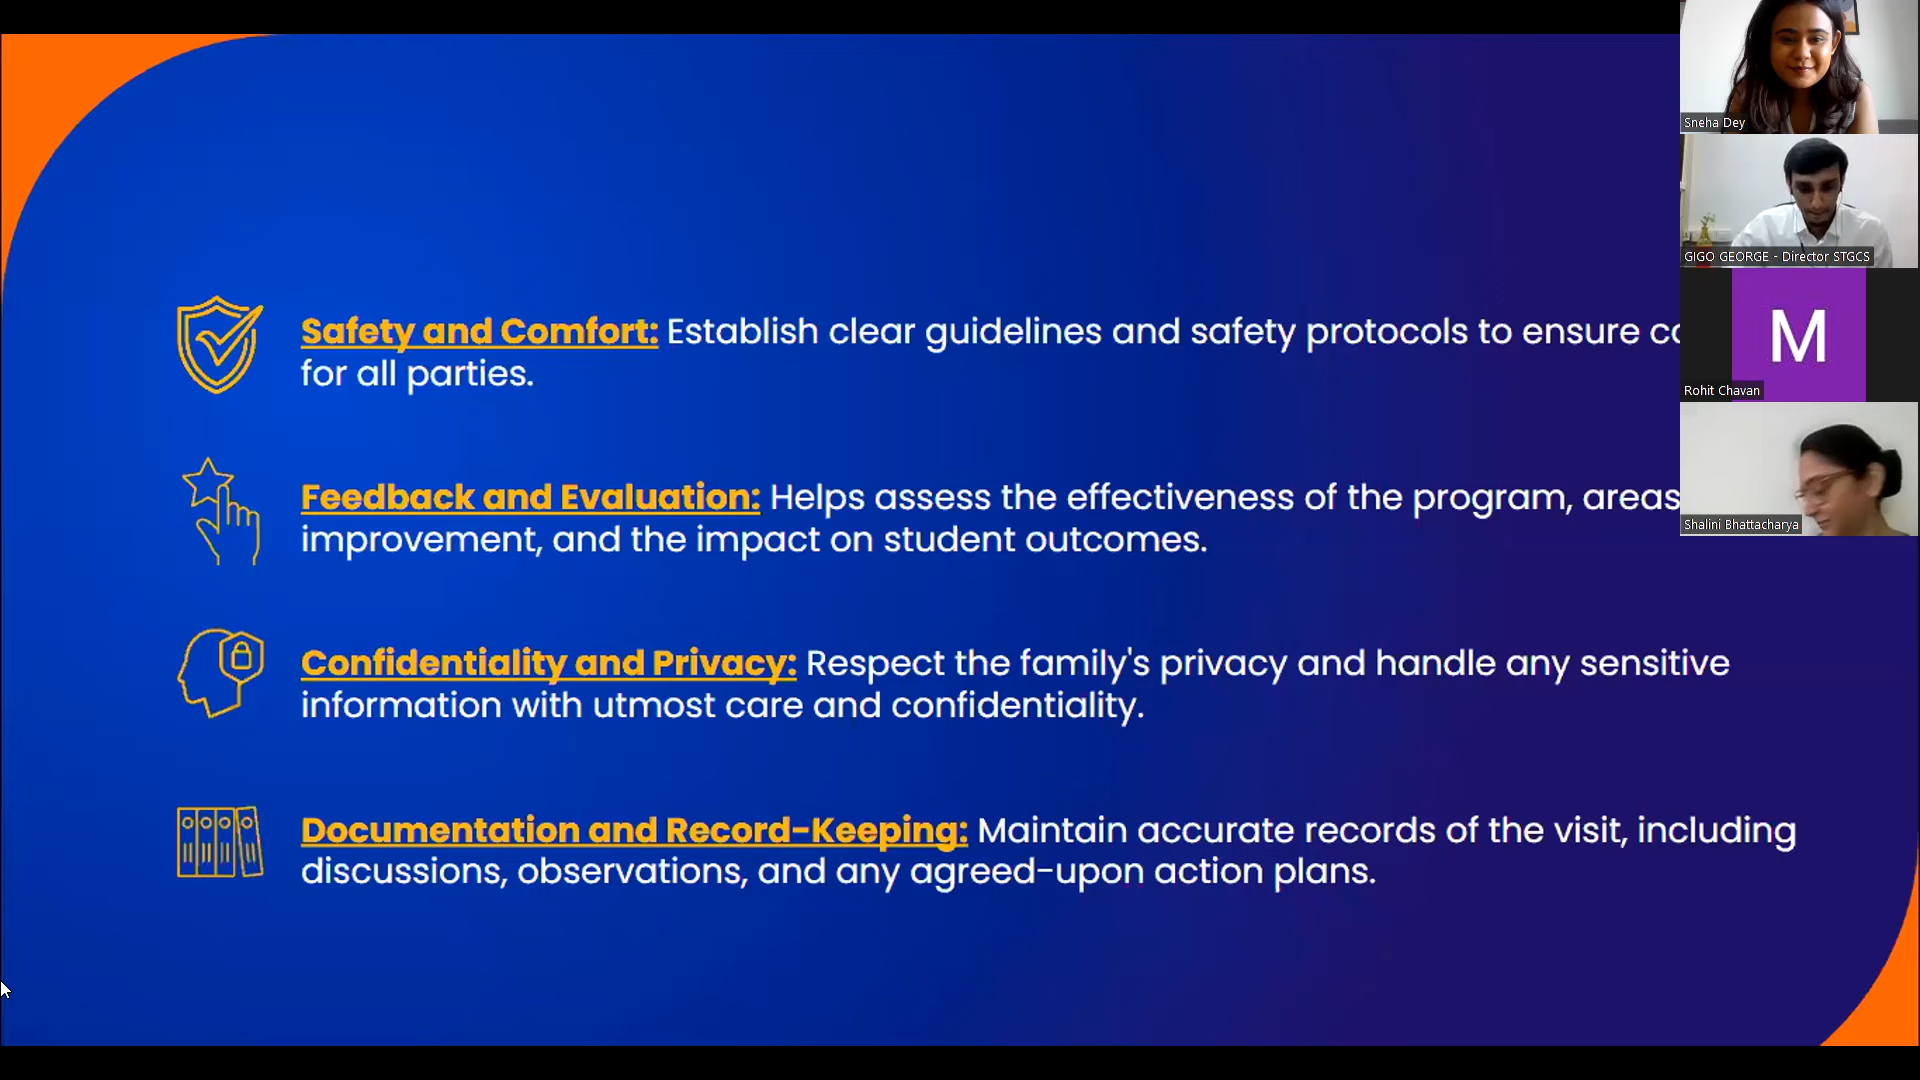 Safety and Comfort: Establish clear guidelines and safety protocols to ensure
for all parties.
Feedback and Evaluation: Helps assess the effectiveness of the program, areas
improvement, and the impact on student outcomes.
Confidentiality and Privacy: Respect the family's privacy and handle any sensitive
information with utmost care and confidentiality.
Documentation and Record-Keeping: Maintain accurate records of the visit, including
discussions, observations, and any agreed-upon action plans.
Sneha Dey
GIGO GEORGE - Director STGCS
M
Rohit Chavan
Shalini Bhattacharya